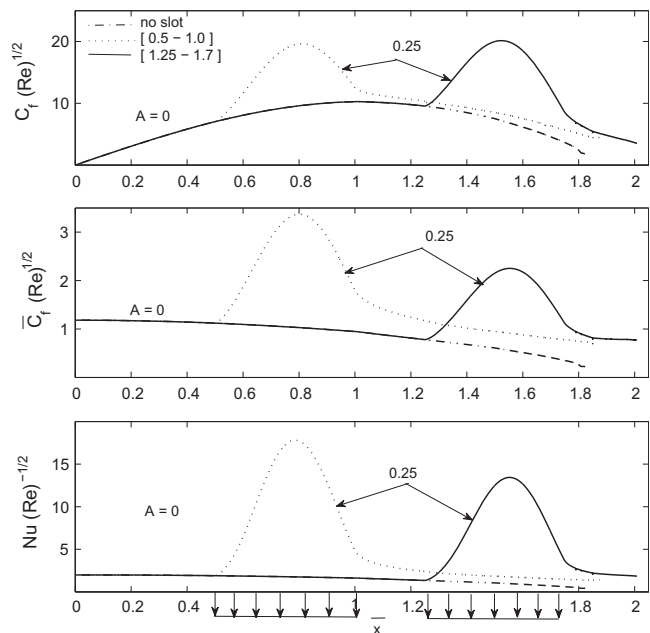 no slot
[ 0.5 − 1.0 ]
[ 1.25 − 1.7 ]
20
10
C_f (Re)^{1/2}
A = 0
0.25
0 0.2 0.4 0.6 0.8 1 1.2 1.4 1.6 1.8 2
3
2
1
C̅_f (Re)^{1/2}
A = 0
0.25
0 0.2 0.4 0.6 0.8 1 1.2 1.4 1.6 1.8 2
15
10
5
Nu (Re)^{−1/2}
A = 0
0.25
0 0.2 0.4 0.6 0.8 1 1.2 1.4 1.6 1.8 2
x̅